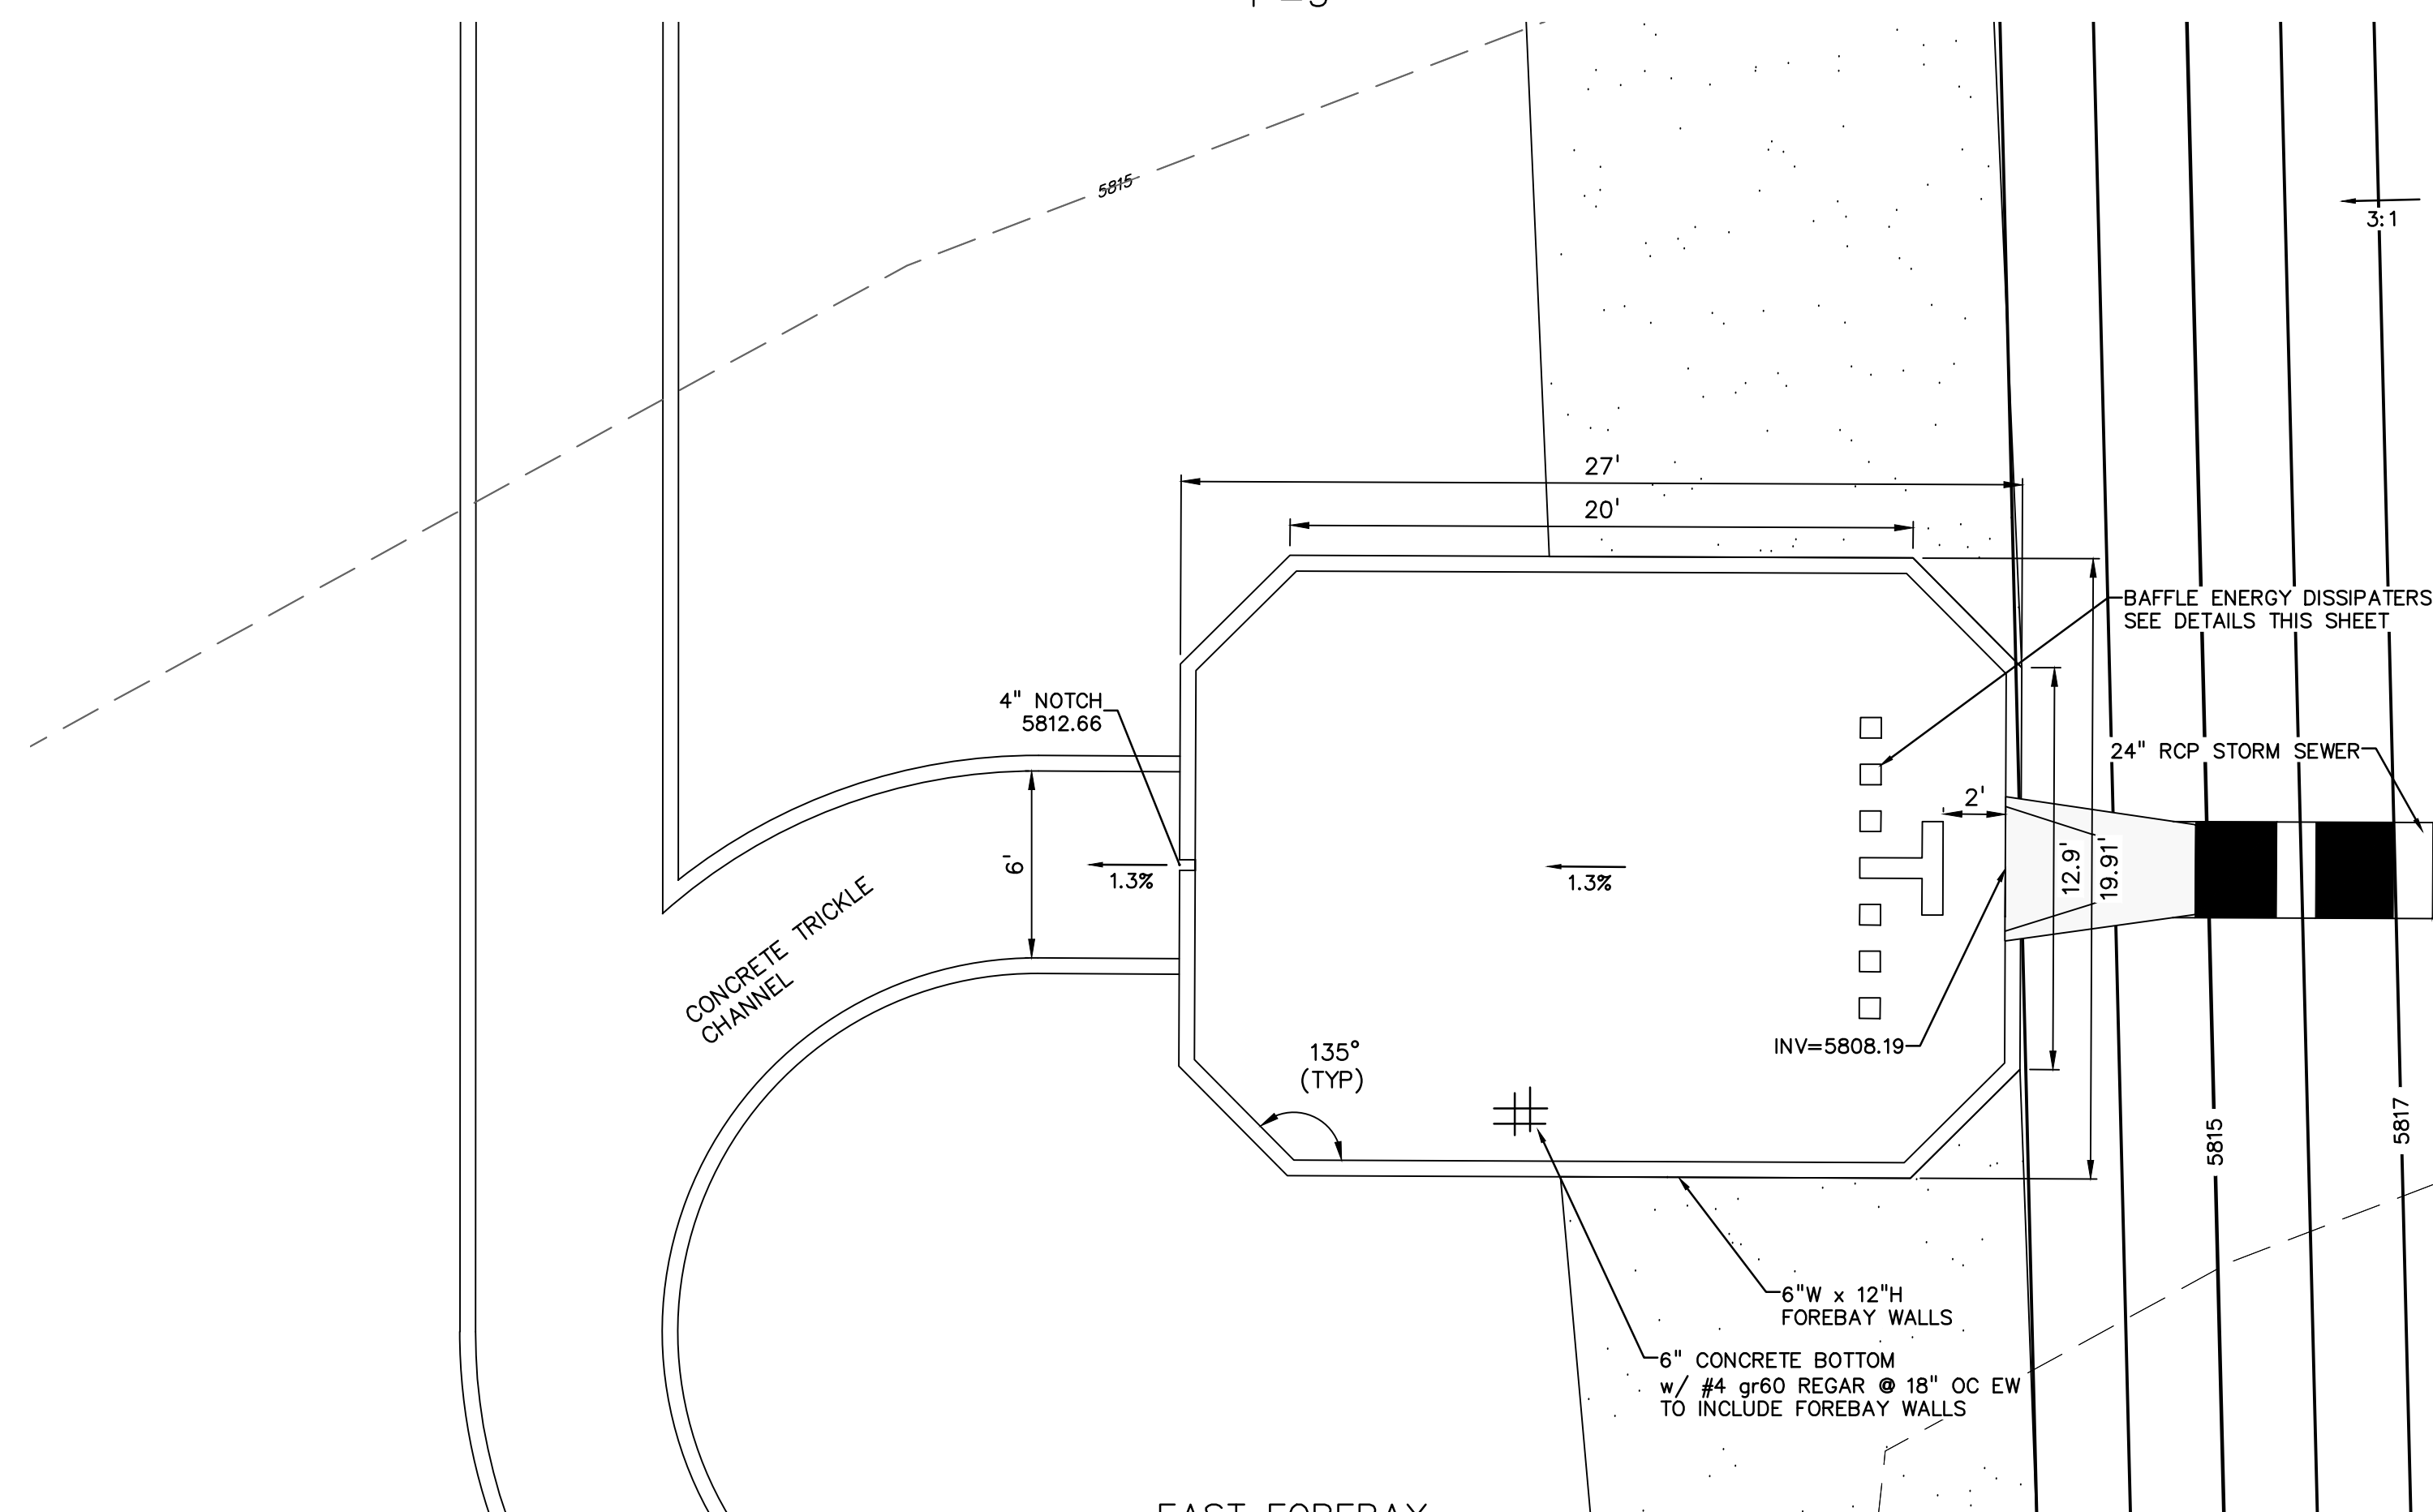 5815
3:1
27'
20'
BAFFLE ENERGY DISSIPATERS
SEE DETAILS THIS SHEET
4" NOTCH
5812.66
24" RCP STORM SEWER
2'
6'
1.3%
1.3%
12.9'
19.91'
CONCRETE TRICKLE
CHANNEL
INV=5808.19
135°
(TYP)
5815
5817
6"W x 12"H
FOREBAY WALLS
6" CONCRETE BOTTOM
w/ #4 gr60 REGAR @ 18" OC EW
TO INCLUDE FOREBAY WALLS
EAST FOREBAY